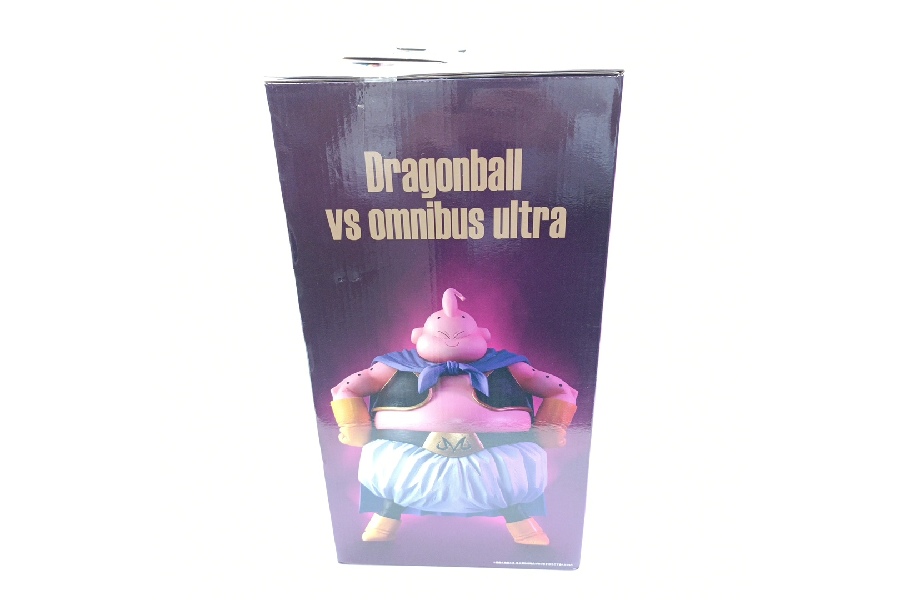 Dragonball
vs omnibus ultra